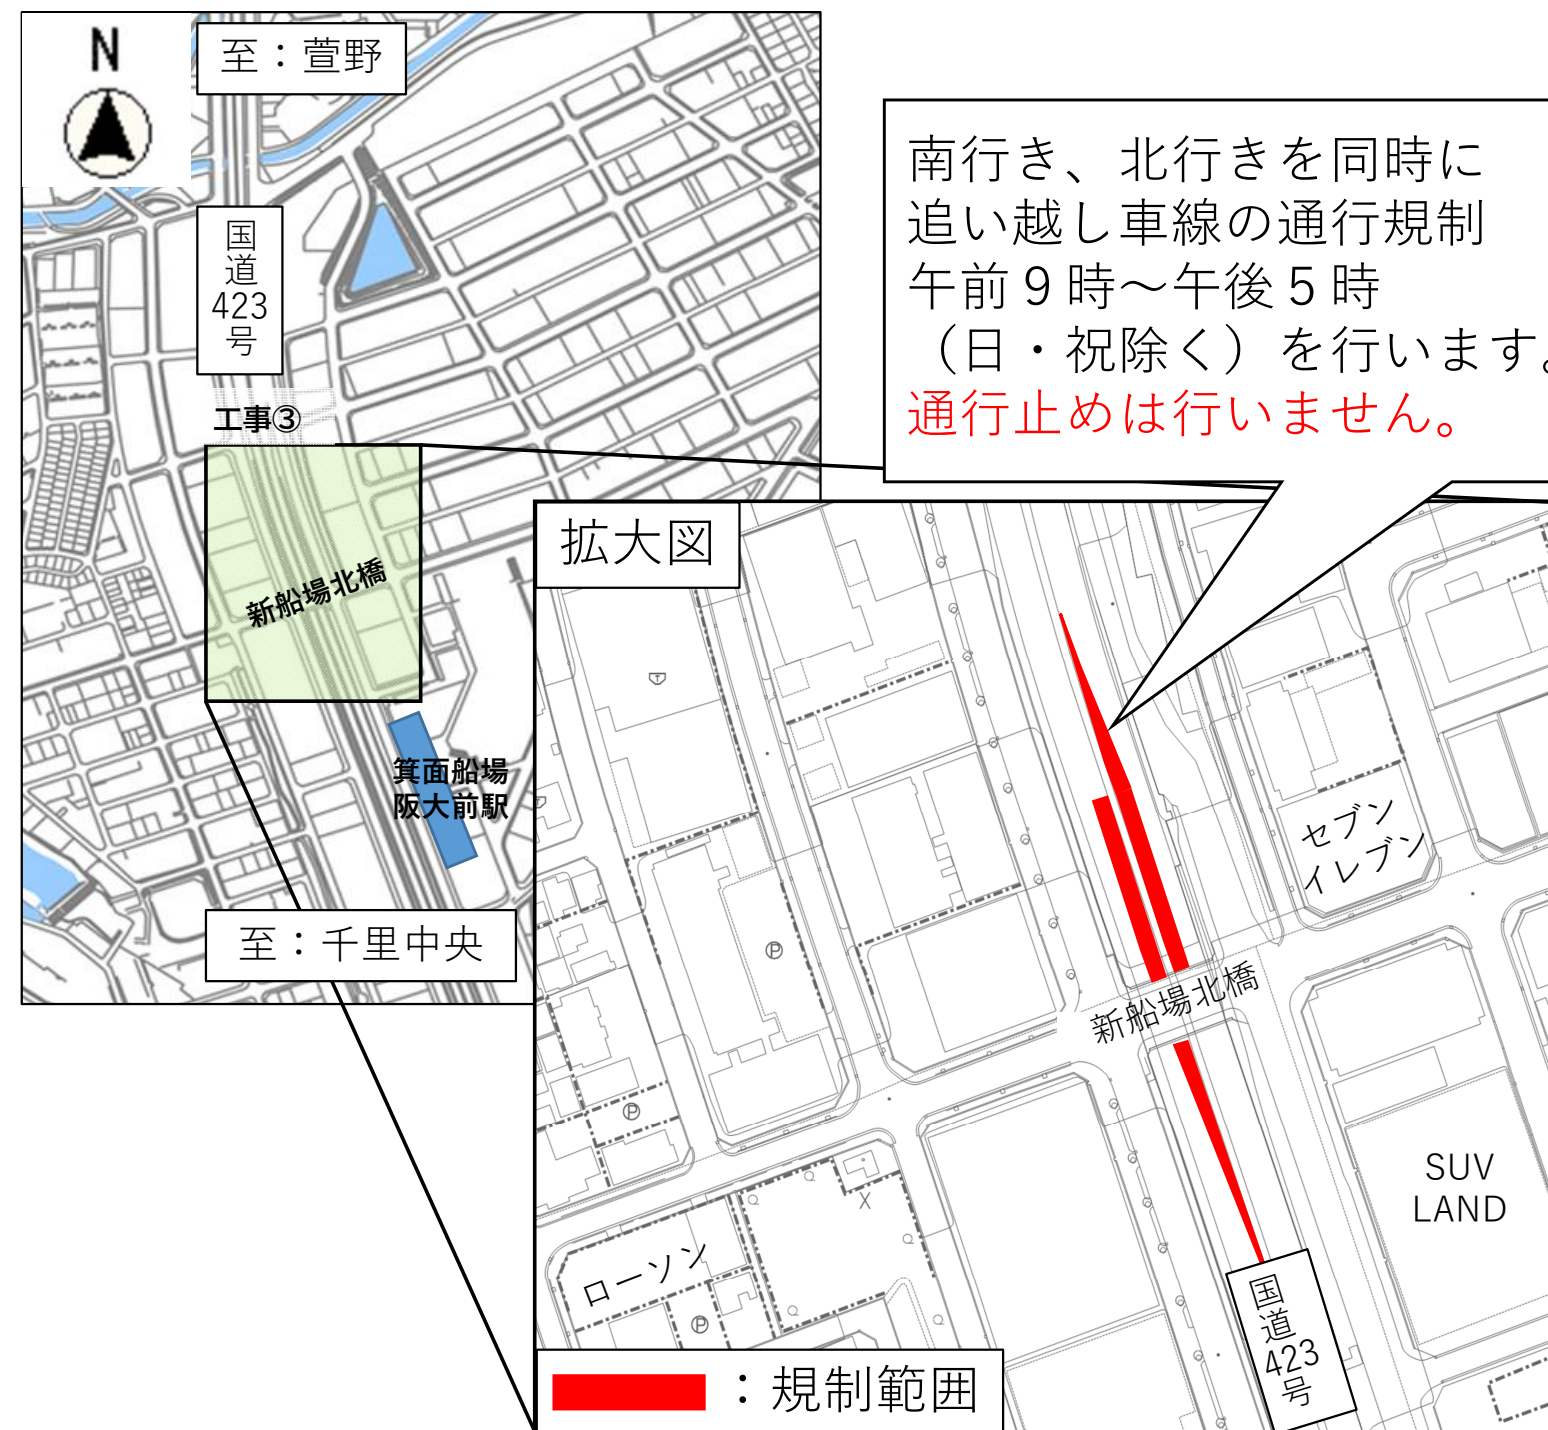 N
至：萱野
国道423号
工事③
新船場北橋
箕面船場
阪大前駅
至：千里中央
南行き、北行きを同時に
追い越し車線の通行規制
午前９時～午後５時
（日・祝除く）を行います。
通行止めは行いません。
拡大図
セブン
イレブン
新船場北橋
SUV
LAND
ローソン
国道423号
：規制範囲